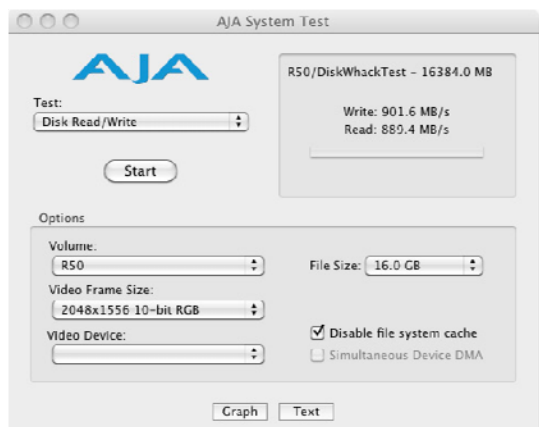 AJA System Test
AJA
R50/DiskWhackTest - 16384.0 MB
Write: 901.6 MB/s
Read: 889.4 MB/s
Test:
Disk Read/Write
Start
Options
Volume:
R50
File Size: 16.0 GB
Video Frame Size:
2048x1556 10-bit RGB
Video Device:
Disable file system cache
Simultaneous Device DMA
Graph Text